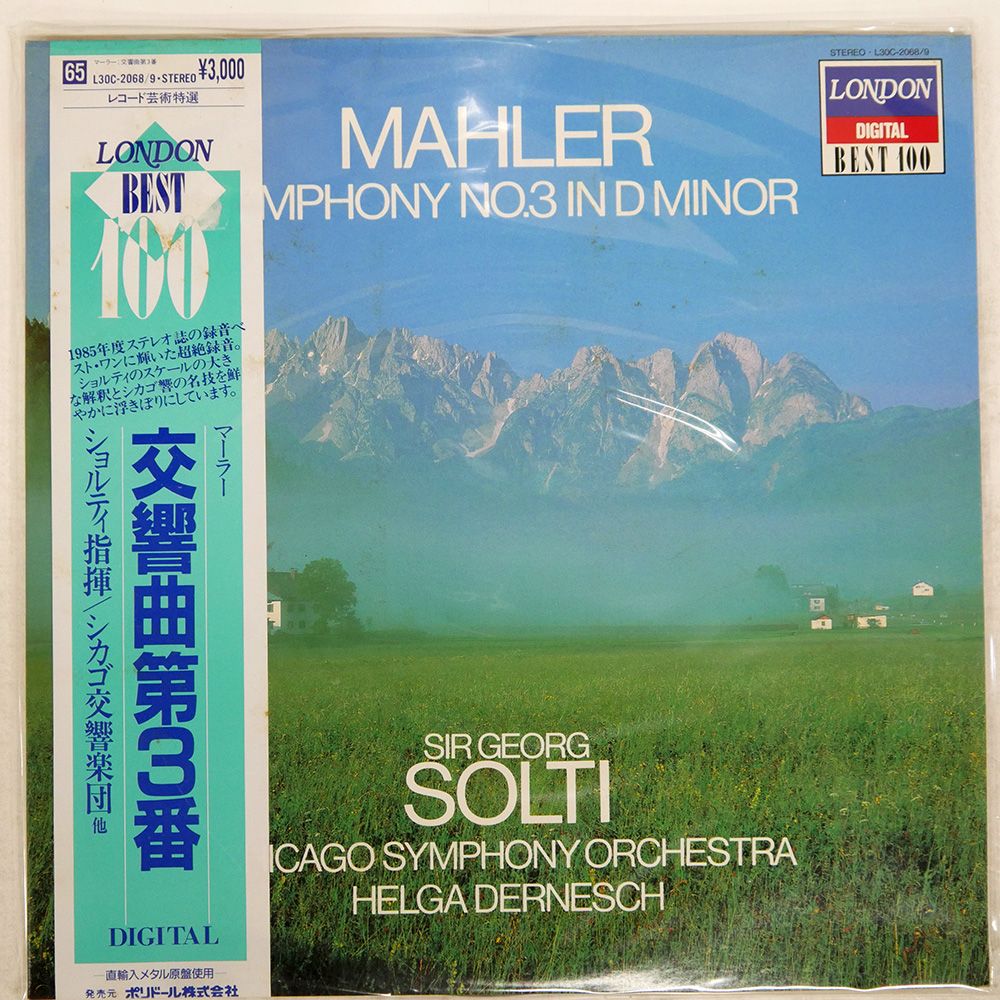 65
マーラー:交響曲第3番
L30C-2068/9・STEREO ¥3,000
レコード芸術特選
LONDON
BEST
100
1985年度ステレオ誌の録音ベ
スト・ワンに輝いた超絶録音。
ショルティのスケールの大き
な解釈とシカゴ響の名技を鮮
やかに浮きぼりにしています。
マーラー
交響曲第3番
ショルティ指揮/シカゴ交響楽団 他
DIGITAL
直輸入メタル原盤使用
発売元 ポリドール株式会社
STEREO・L30C-2068/9
LONDON
DIGITAL
BEST 100
MAHLER
MPHONY NO.3 IN D MINOR
SIR GEORG
SOLTI
ICAGO SYMPHONY ORCHESTRA
HELGA DERNESCH